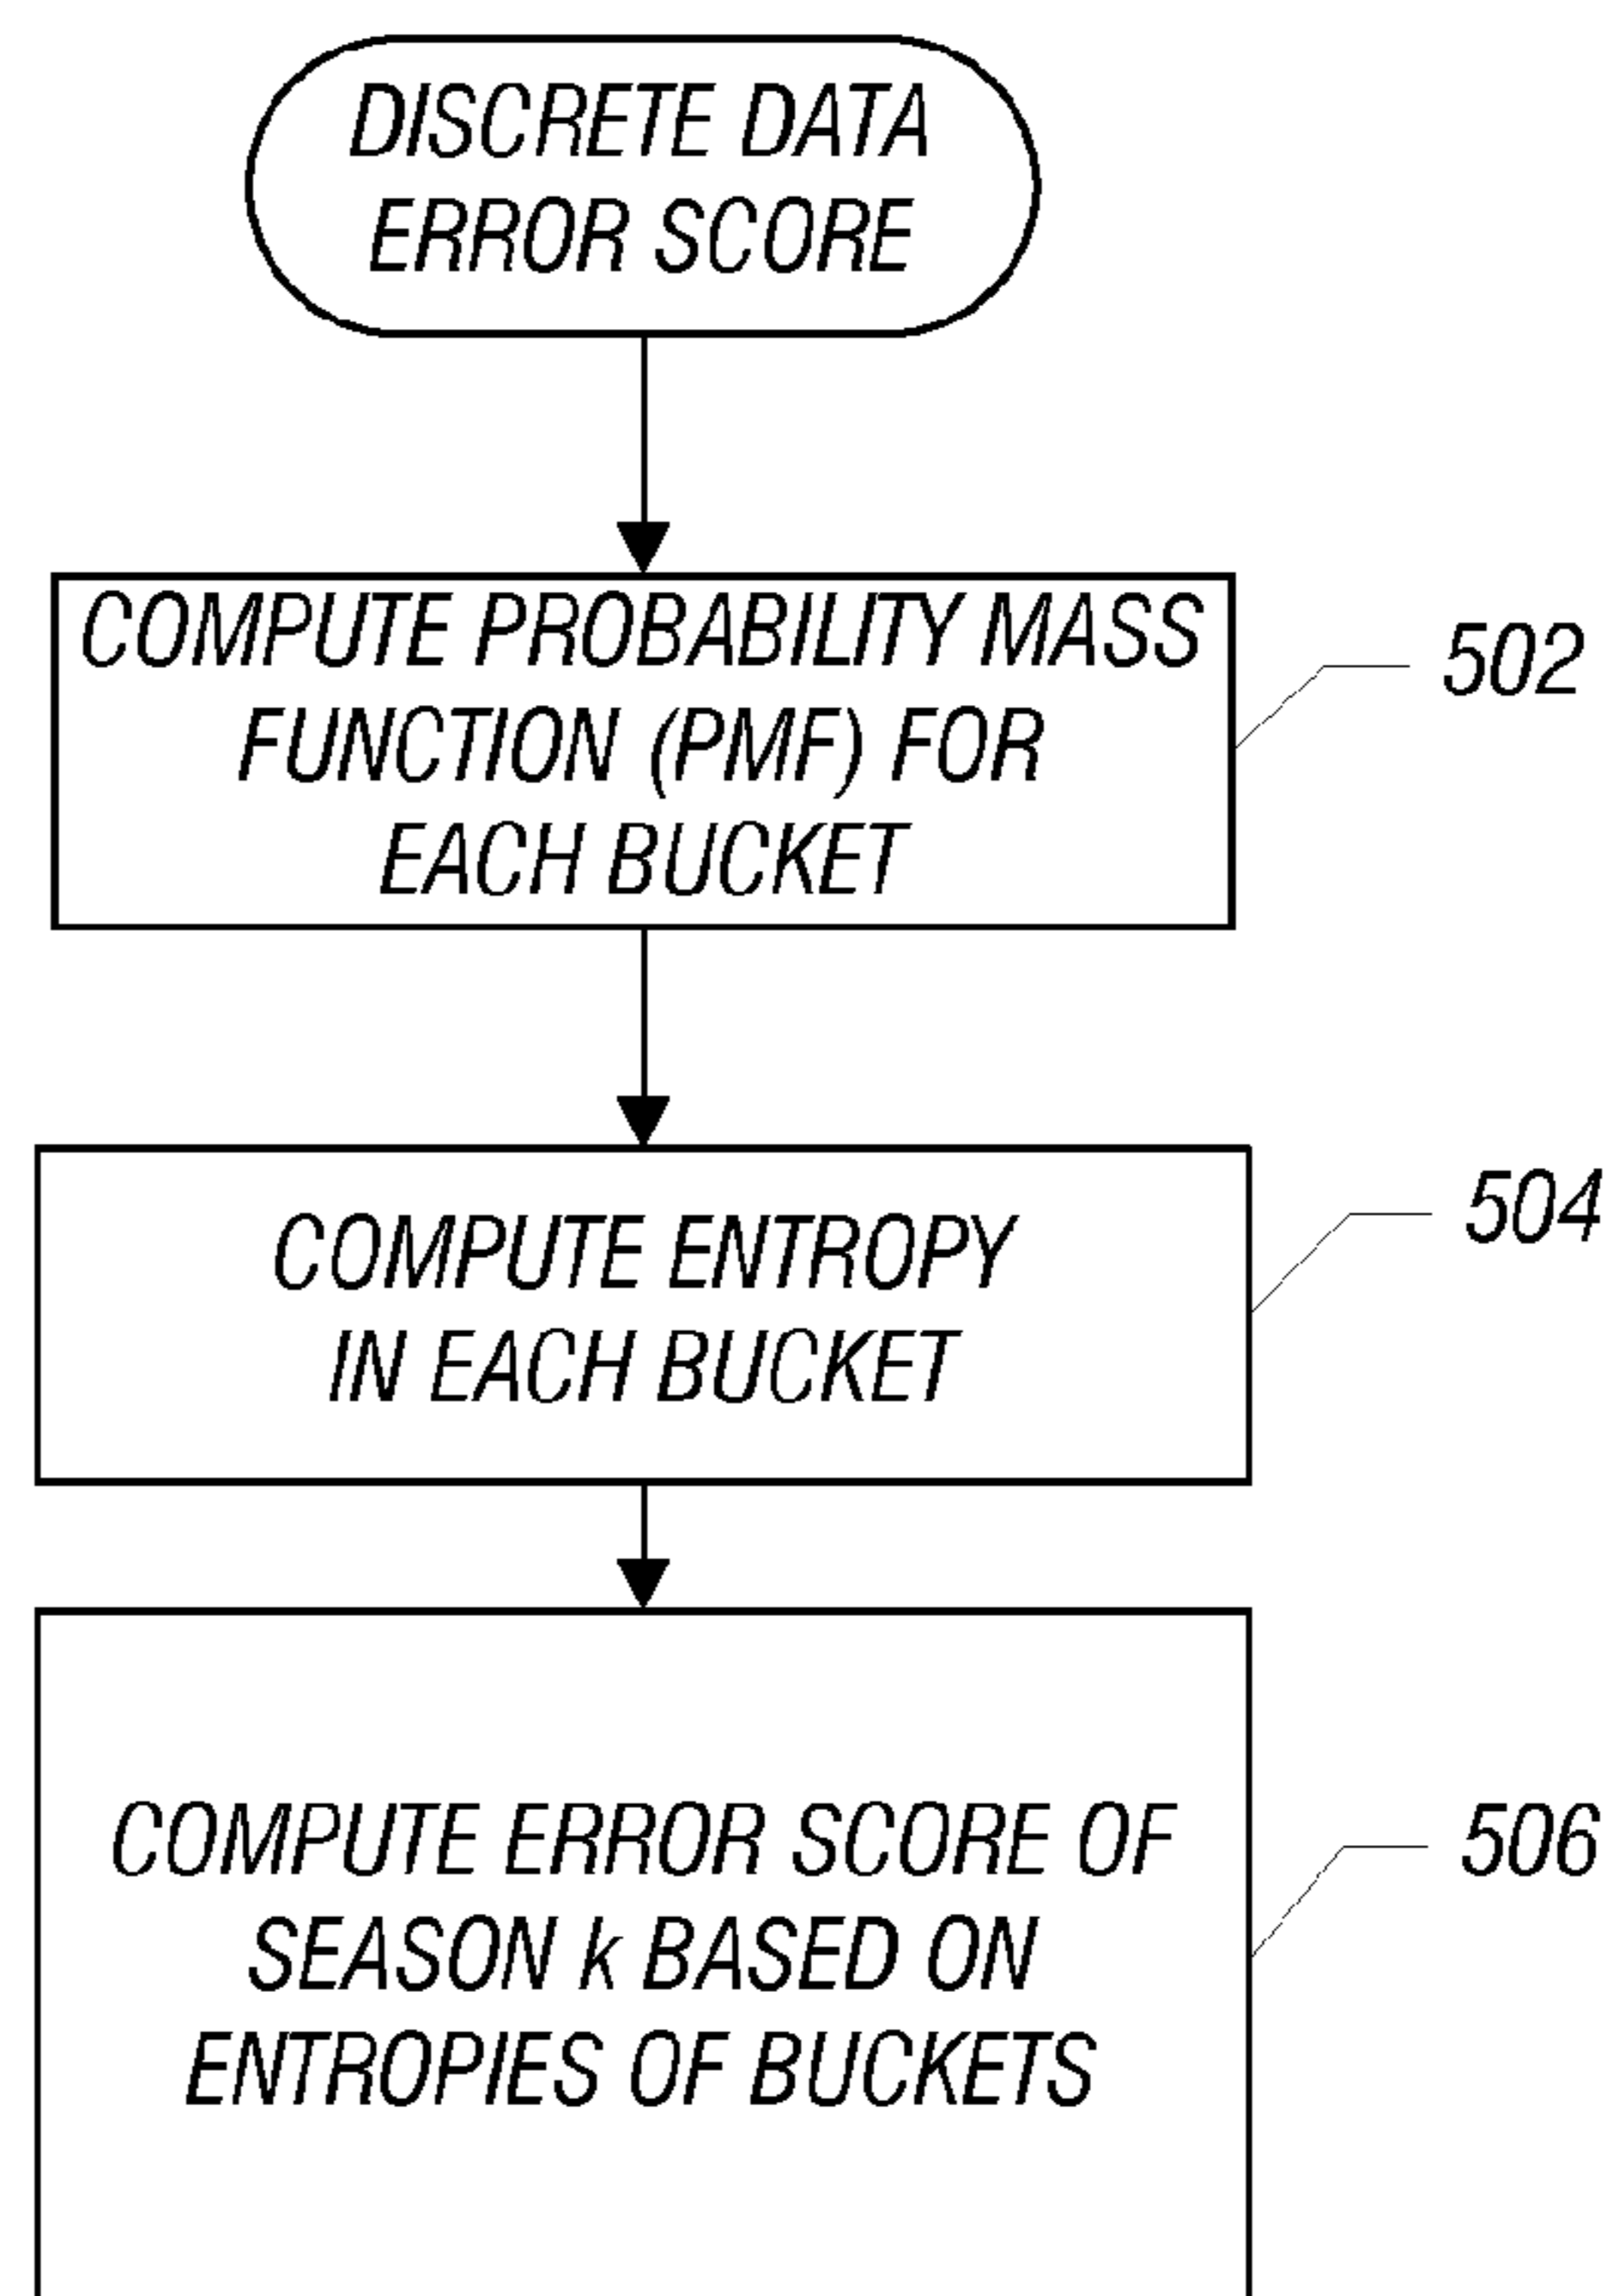 DISCRETE DATA
ERROR SCORE
COMPUTE PROBABILITY MASS
FUNCTION (PMF) FOR
EACH BUCKET
502
COMPUTE ENTROPY
IN EACH BUCKET
504
COMPUTE ERROR SCORE OF
SEASON k BASED ON
ENTROPIES OF BUCKETS
506